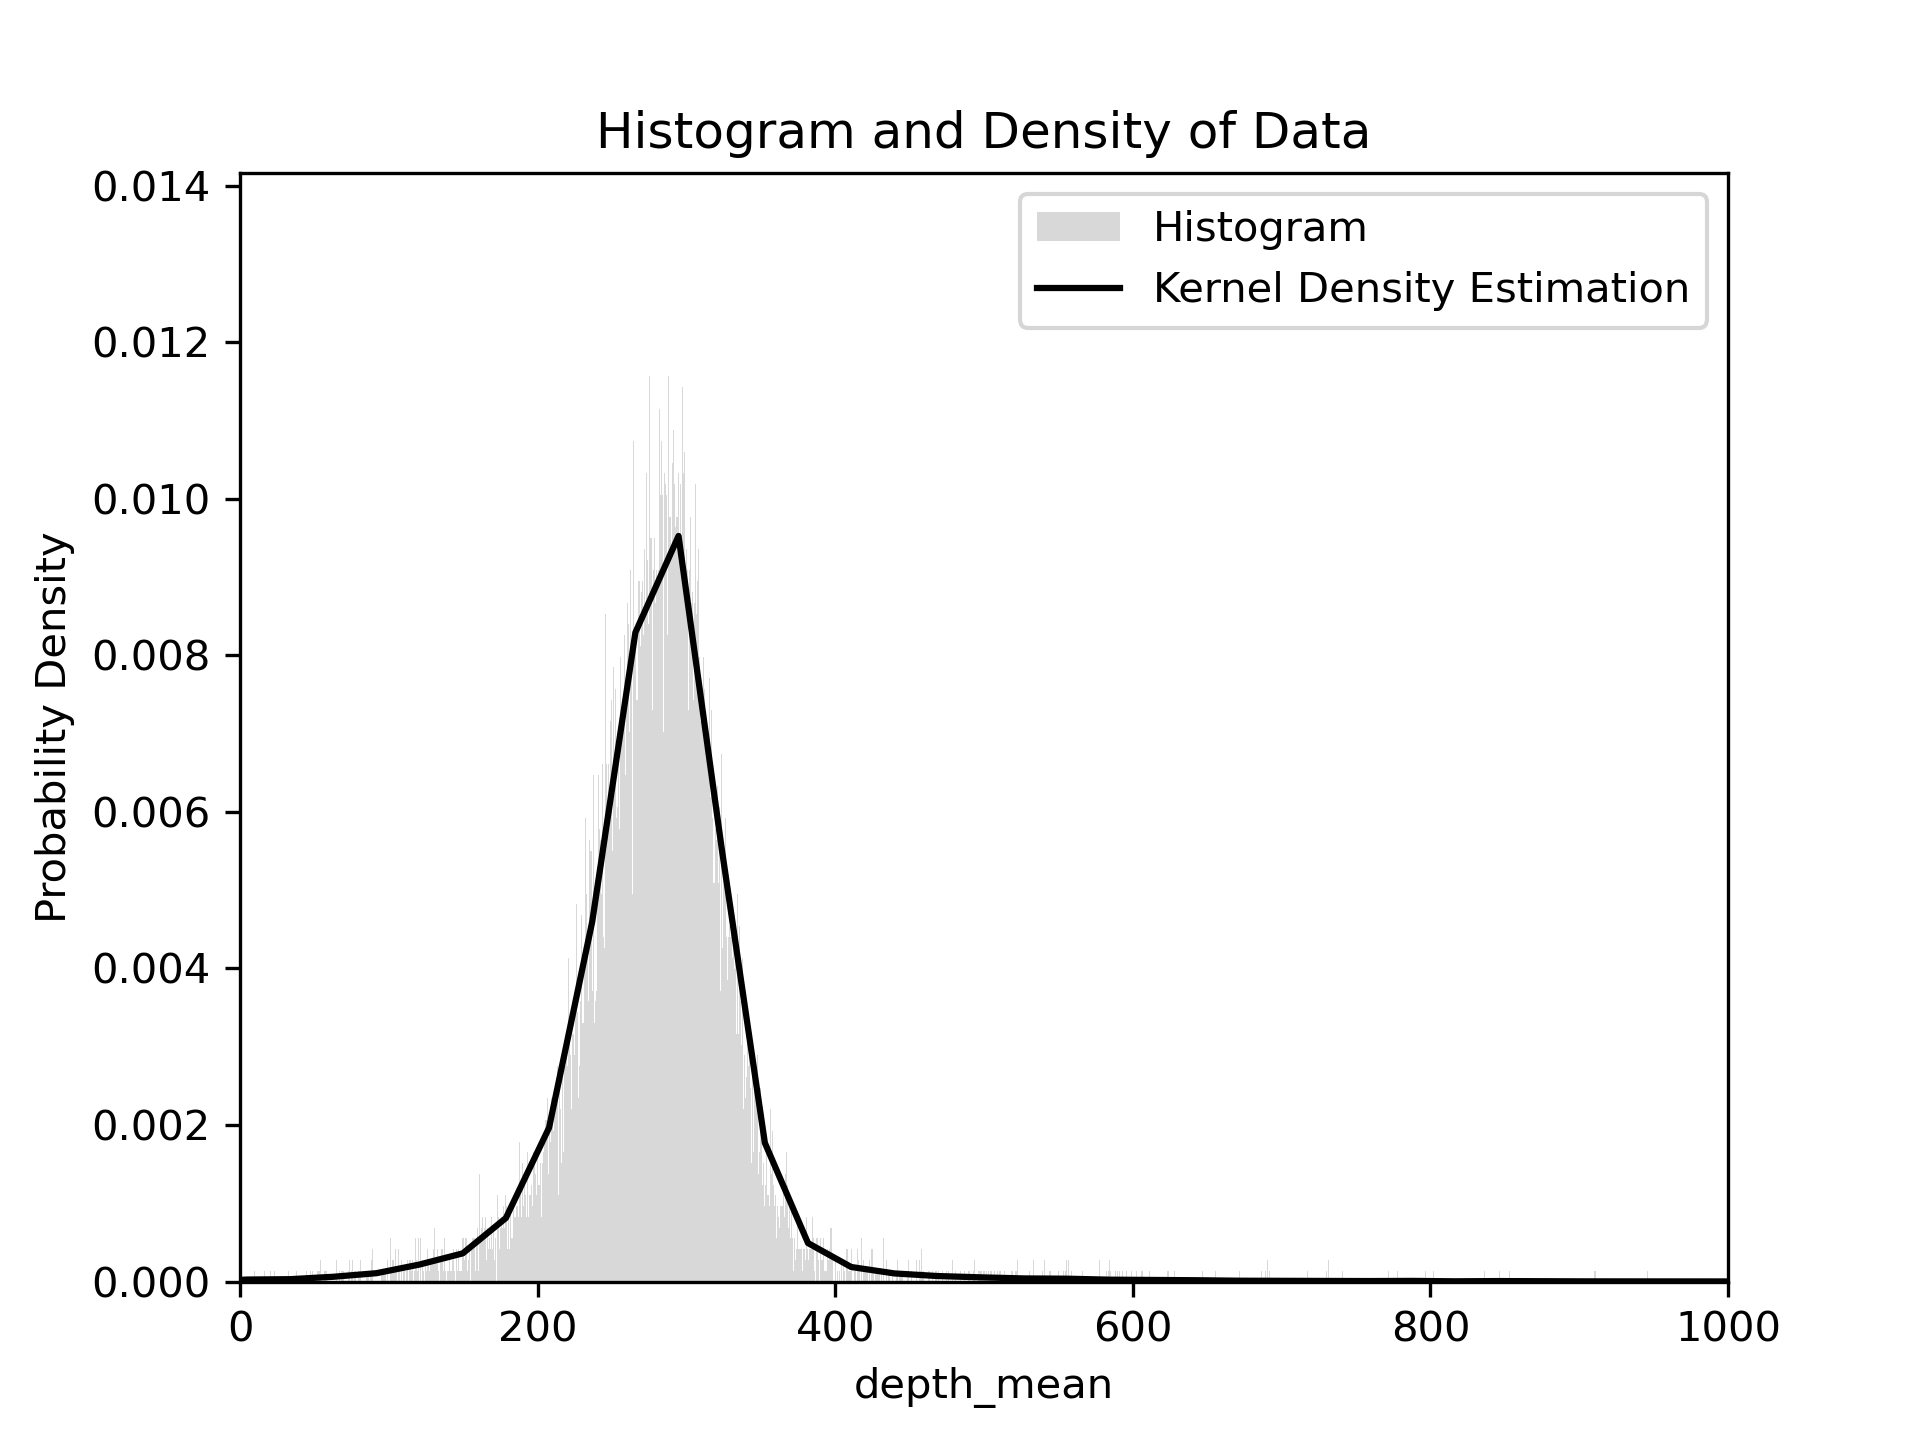 Histogram and Density of Data
Histogram
Kernel Density Estimation
Probability Density
0.014
0.012
0.010
0.008
0.006
0.004
0.002
0.000
0 200 400 600 800 1000
depth_mean